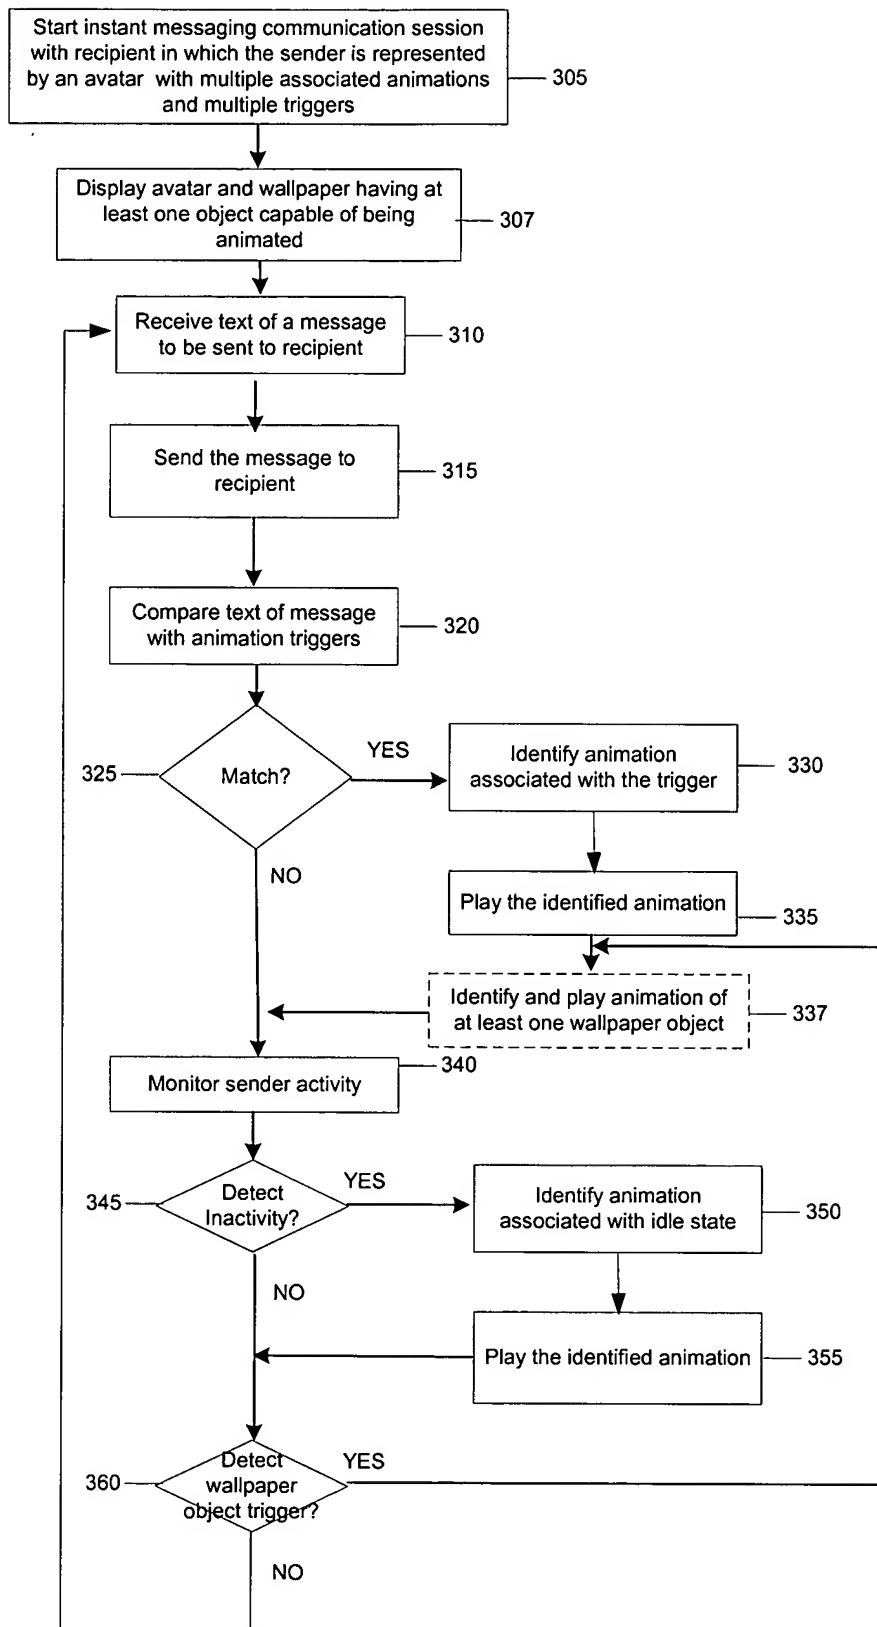 Start instant messaging communication session
with recipient in which the sender is represented
by an avatar with multiple associated animations
and multiple triggers
305
Display avatar and wallpaper having at
least one object capable of being
animated
307
Receive text of a message
to be sent to recipient
310
Send the message to
recipient
315
Compare text of message
with animation triggers
320
325
Match?
YES
Identify animation
associated with the trigger
330
NO
Play the identified animation
335
Identify and play animation of
at least one wallpaper object
337
Monitor sender activity
340
345
Detect
Inactivity?
YES
Identify animation
associated with idle state
350
NO
Play the identified animation
355
360
Detect
wallpaper
object trigger?
YES
NO